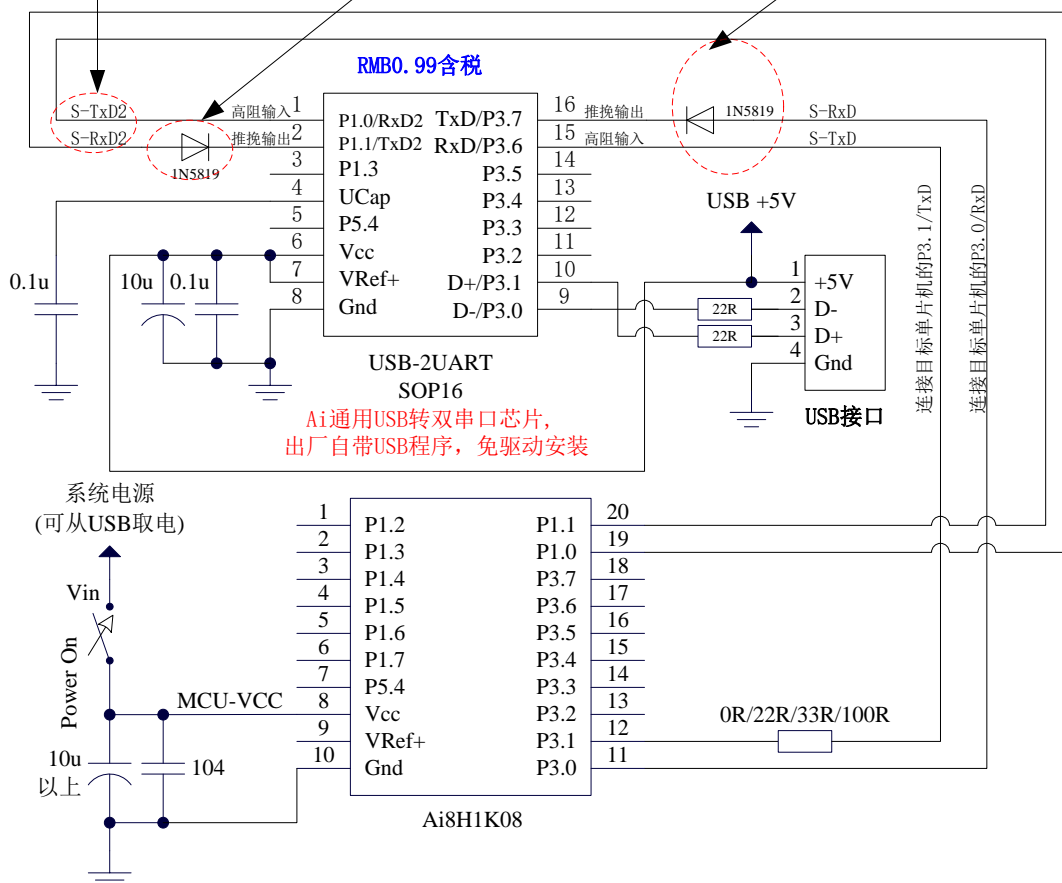 RMB0.99含税
S-TxD2
高阻输入
1
P1.0/RxD2
TxD/P3.7
16
推挽输出
1N5819
S-RxD
S-RxD2
1N5819
推挽输出
2
P1.1/TxD2
RxD/P3.6
15
高阻输入
S-TxD
3
P1.3
P3.5
14
4
UCap
P3.4
13
5
P5.4
P3.3
12
6
Vcc
P3.2
11
7
VRef+
D+/P3.1
10
8
Gnd
D-/P3.0
9
0.1u
10u
0.1u
USB-2UART
SOP16
Ai通用USB转双串口芯片,
出厂自带USB程序, 免驱动安装
USB +5V
22R
22R
1
+5V
2
D-
3
D+
4
Gnd
USB接口
连接目标单片机的P3.1/TxD
连接目标单片机的P3.0/RxD
系统电源
(可从USB取电)
Vin
Power On
MCU-VCC
10u
以上
104
1
P1.2
P1.1
20
2
P1.3
P1.0
19
3
P1.4
P3.7
18
4
P1.5
P3.6
17
5
P1.6
P3.5
16
6
P1.7
P3.4
15
7
P5.4
P3.3
14
8
Vcc
P3.2
13
9
VRef+
P3.1
12
10
Gnd
P3.0
11
0R/22R/33R/100R
Ai8H1K08